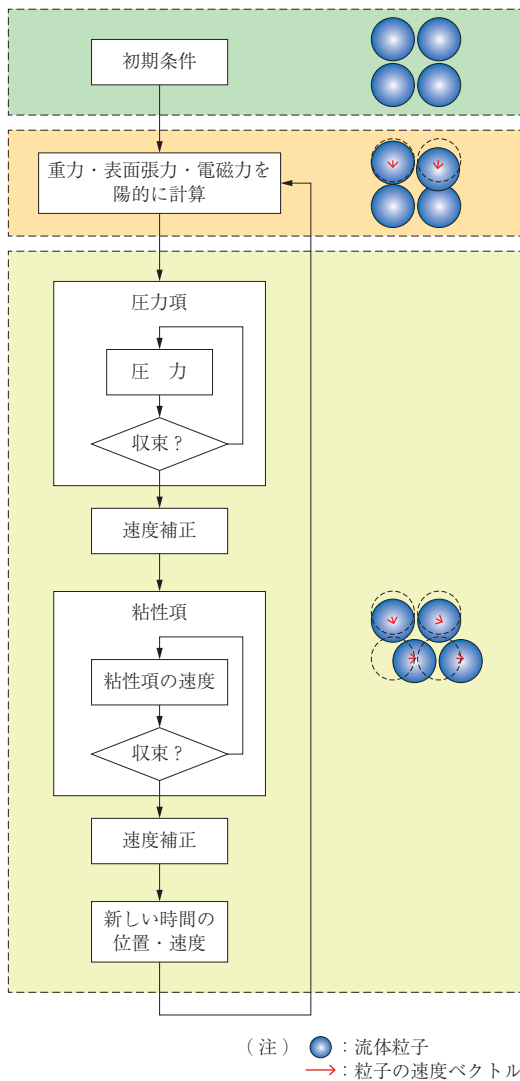 初期条件
重力・表面張力・電磁力を
陽的に計算
圧力項
圧　力
収束？
速度補正
粘性項
粘性項の速度
収束？
速度補正
新しい時間の
位置・速度
（注）　：流体粒子
：粒子の速度ベクトル